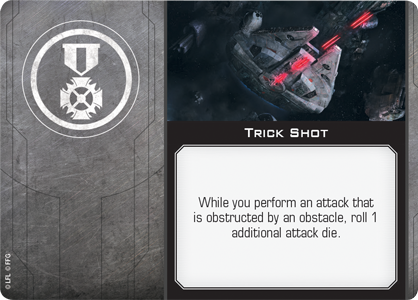 Trick Shot
While you perform an attack that
is obstructed by an obstacle, roll 1
additional attack die.
© LFL © FFG